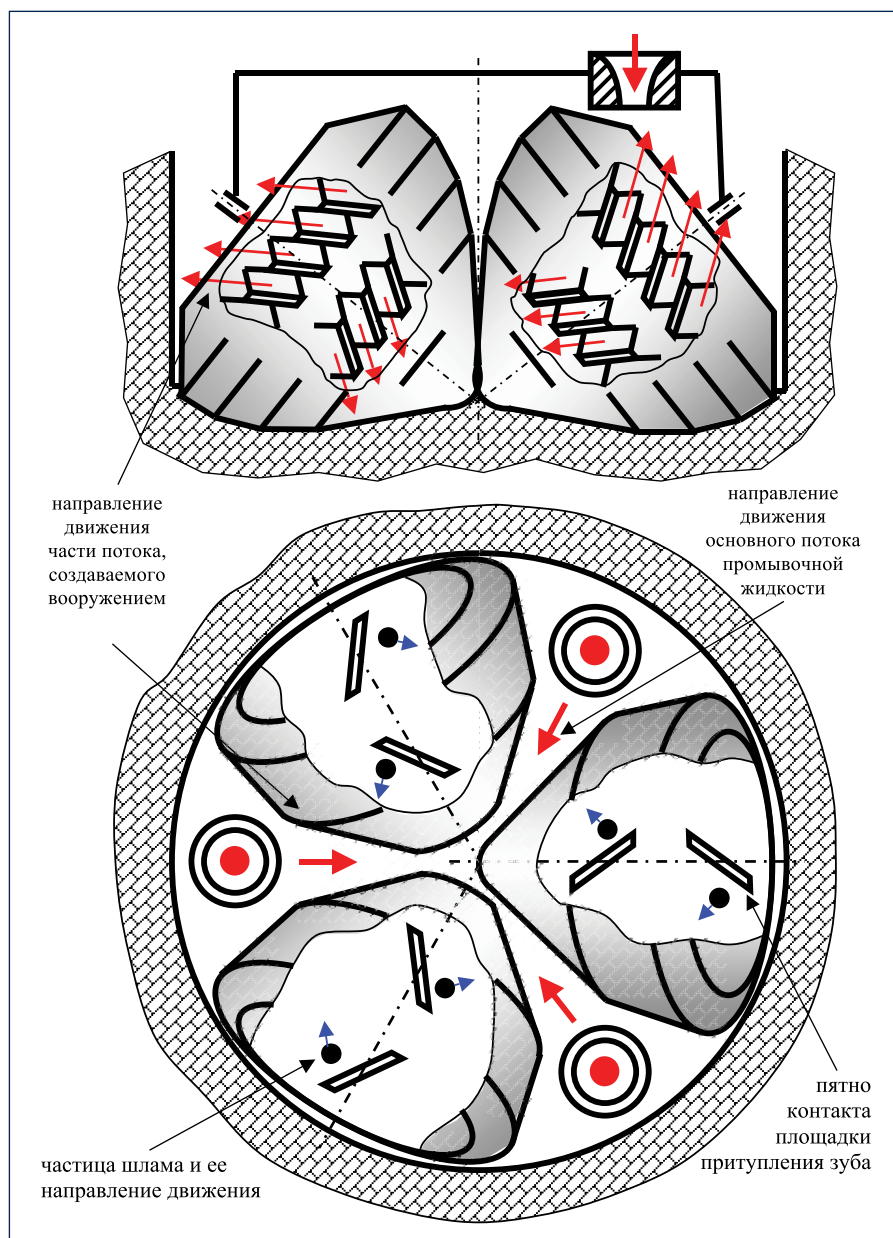 направление
движения
части потока,
создаваемого
вооружением
направление
движения
основного потока
промывочной
жидкости
пятно
контакта
площадки
притупления зуба
частица шлама и ее
направление движения